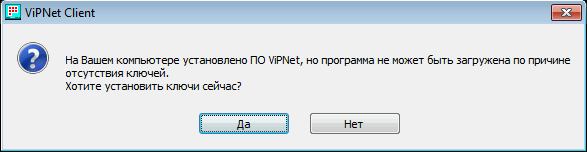 ViPNet Client
На Вашем компьютере установлено ПО ViPNet, но программа не может быть загружена по причине
отсутствия ключей.
Хотите установить ключи сейчас?
Да
Нет